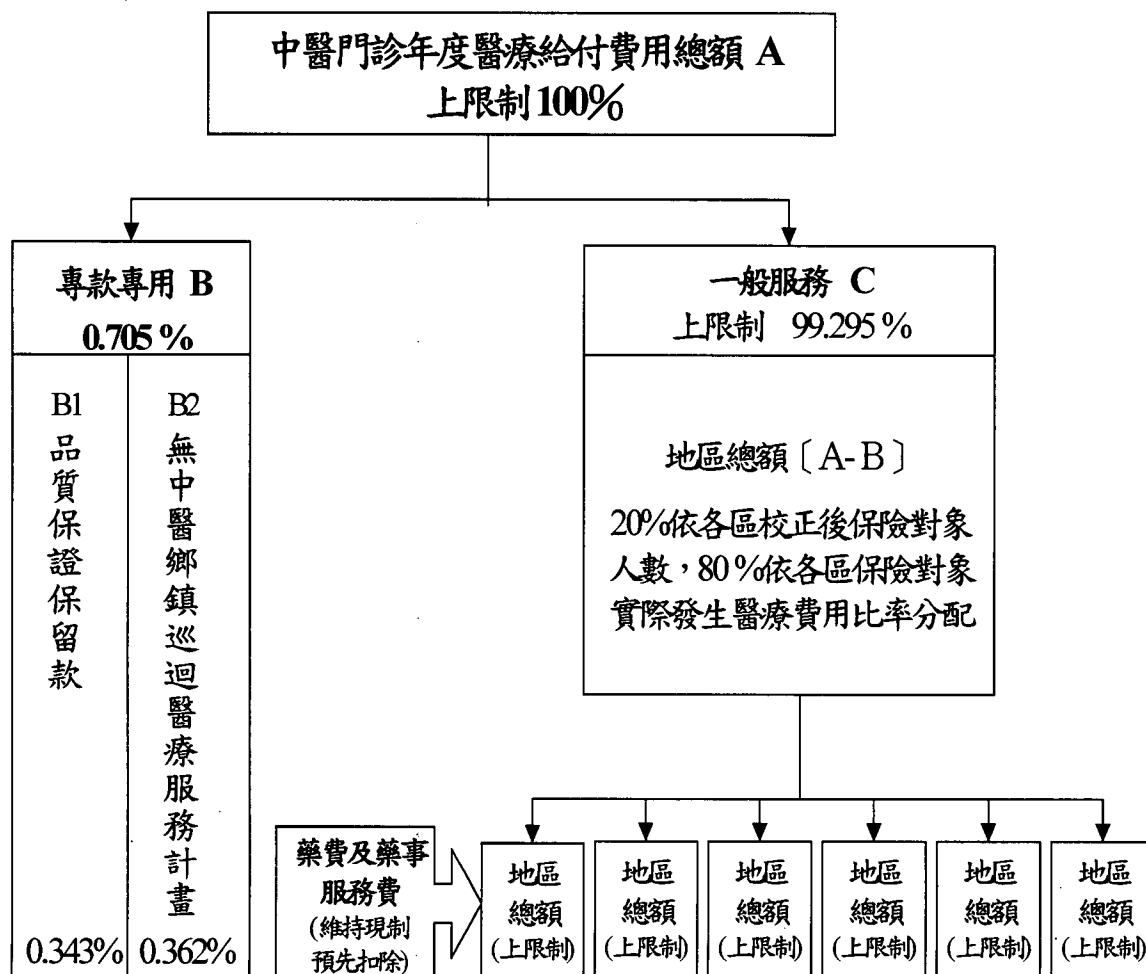 中醫門診年度醫療給付費用總額 A
上限制100%
專款專用 B
0.705%
B1
品質保證保留款
0.343%
B2
無中醫鄉鎮巡迴醫療服務計畫
0.362%
一般服務 C
上限制 99.295%
地區總額〔A-B〕
20%依各區校正後保險對象
人數，80%依各區保險對象
實際發生醫療費用比率分配
藥費及藥事
服務費
(維持現制
預先扣除)
地區
總額
(上限制)
地區
總額
(上限制)
地區
總額
(上限制)
地區
總額
(上限制)
地區
總額
(上限制)
地區
總額
(上限制)